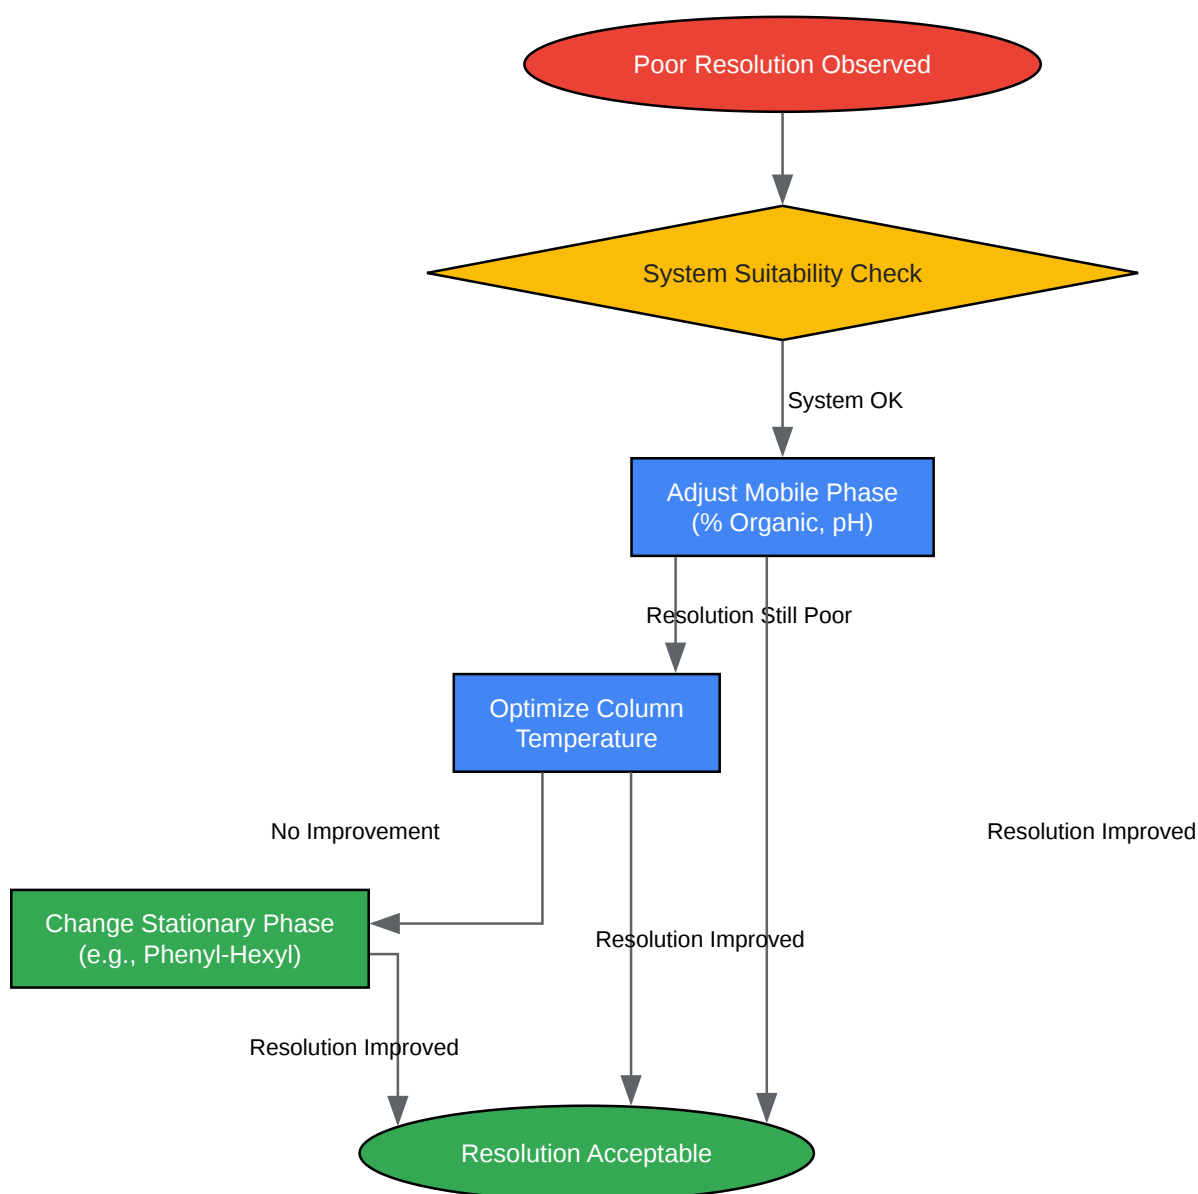 Poor Resolution Observed
System Suitability Check
System OK
Adjust Mobile Phase
(% Organic, pH)
Resolution Still Poor
Optimize Column
Temperature
No Improvement
Resolution Improved
Change Stationary Phase
(e.g., Phenyl-Hexyl)
Resolution Improved
Resolution Improved
Resolution Acceptable